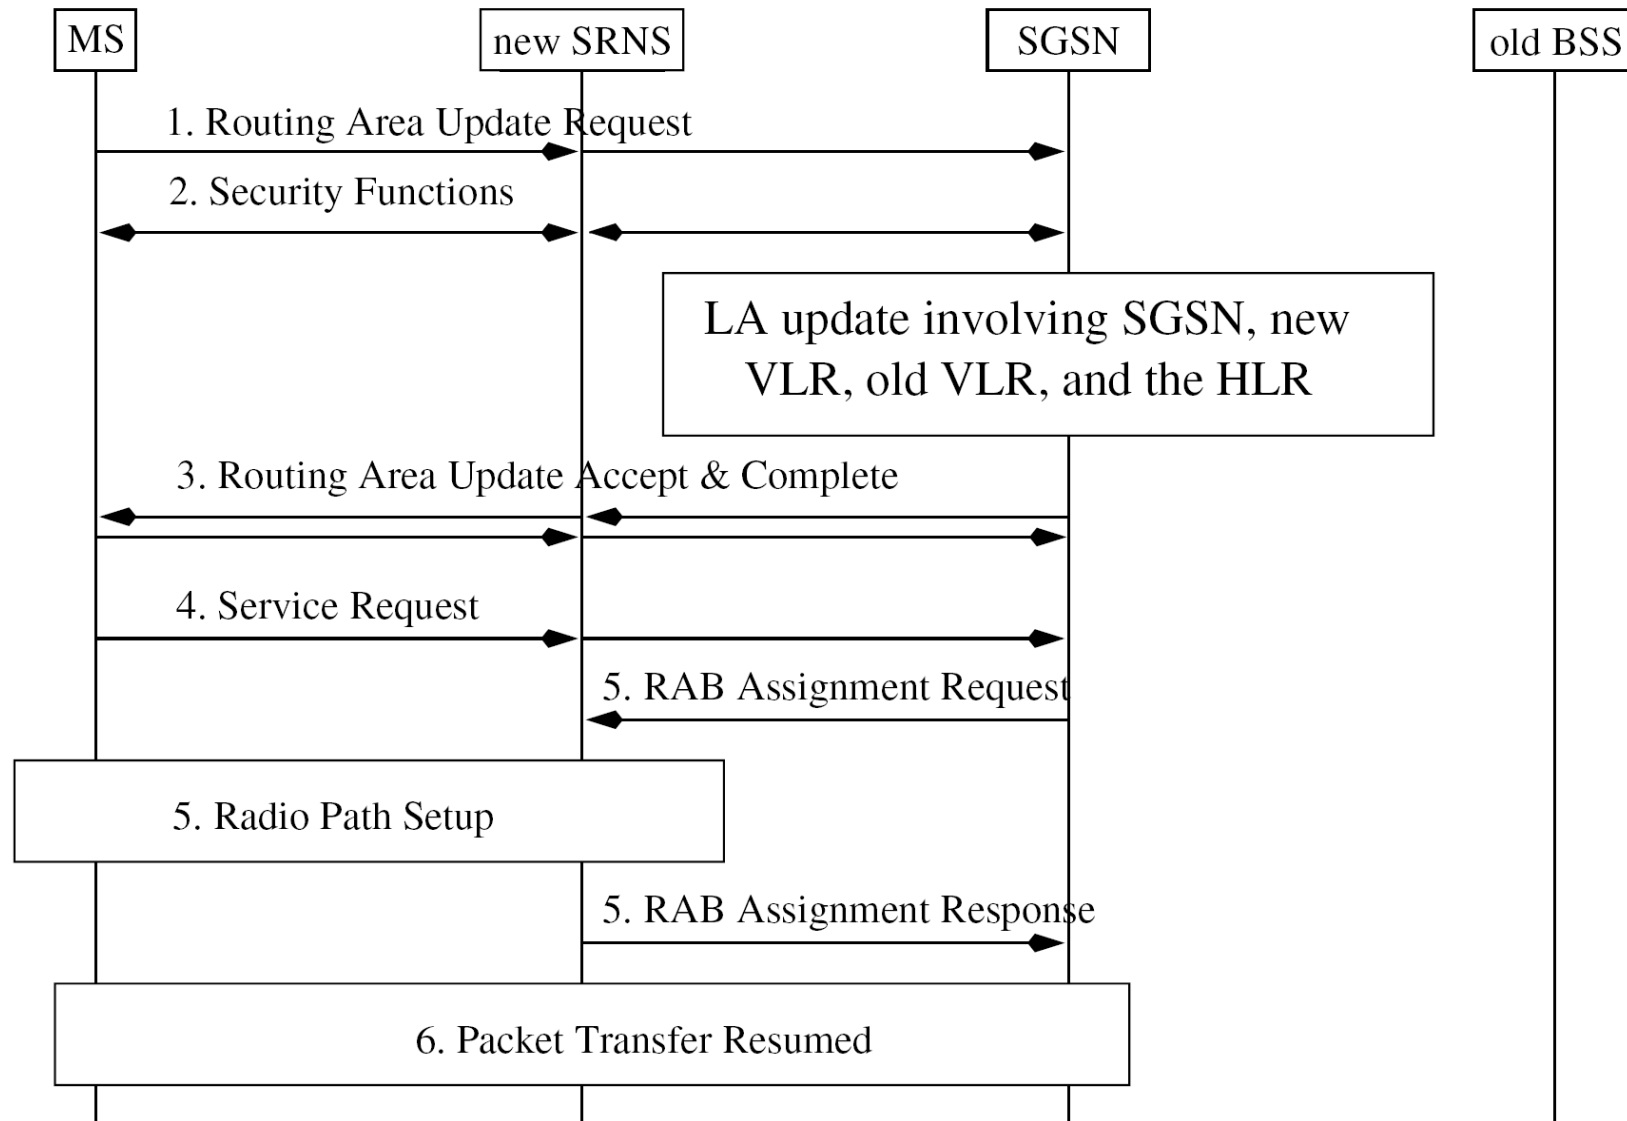 MS
new SRNS
SGSN
old BSS
1. Routing Area Update Request
2. Security Functions
LA update involving SGSN, new
VLR, old VLR, and the HLR
3. Routing Area Update Accept & Complete
4. Service Request
5. RAB Assignment Request
5. Radio Path Setup
5. RAB Assignment Response
6. Packet Transfer Resumed